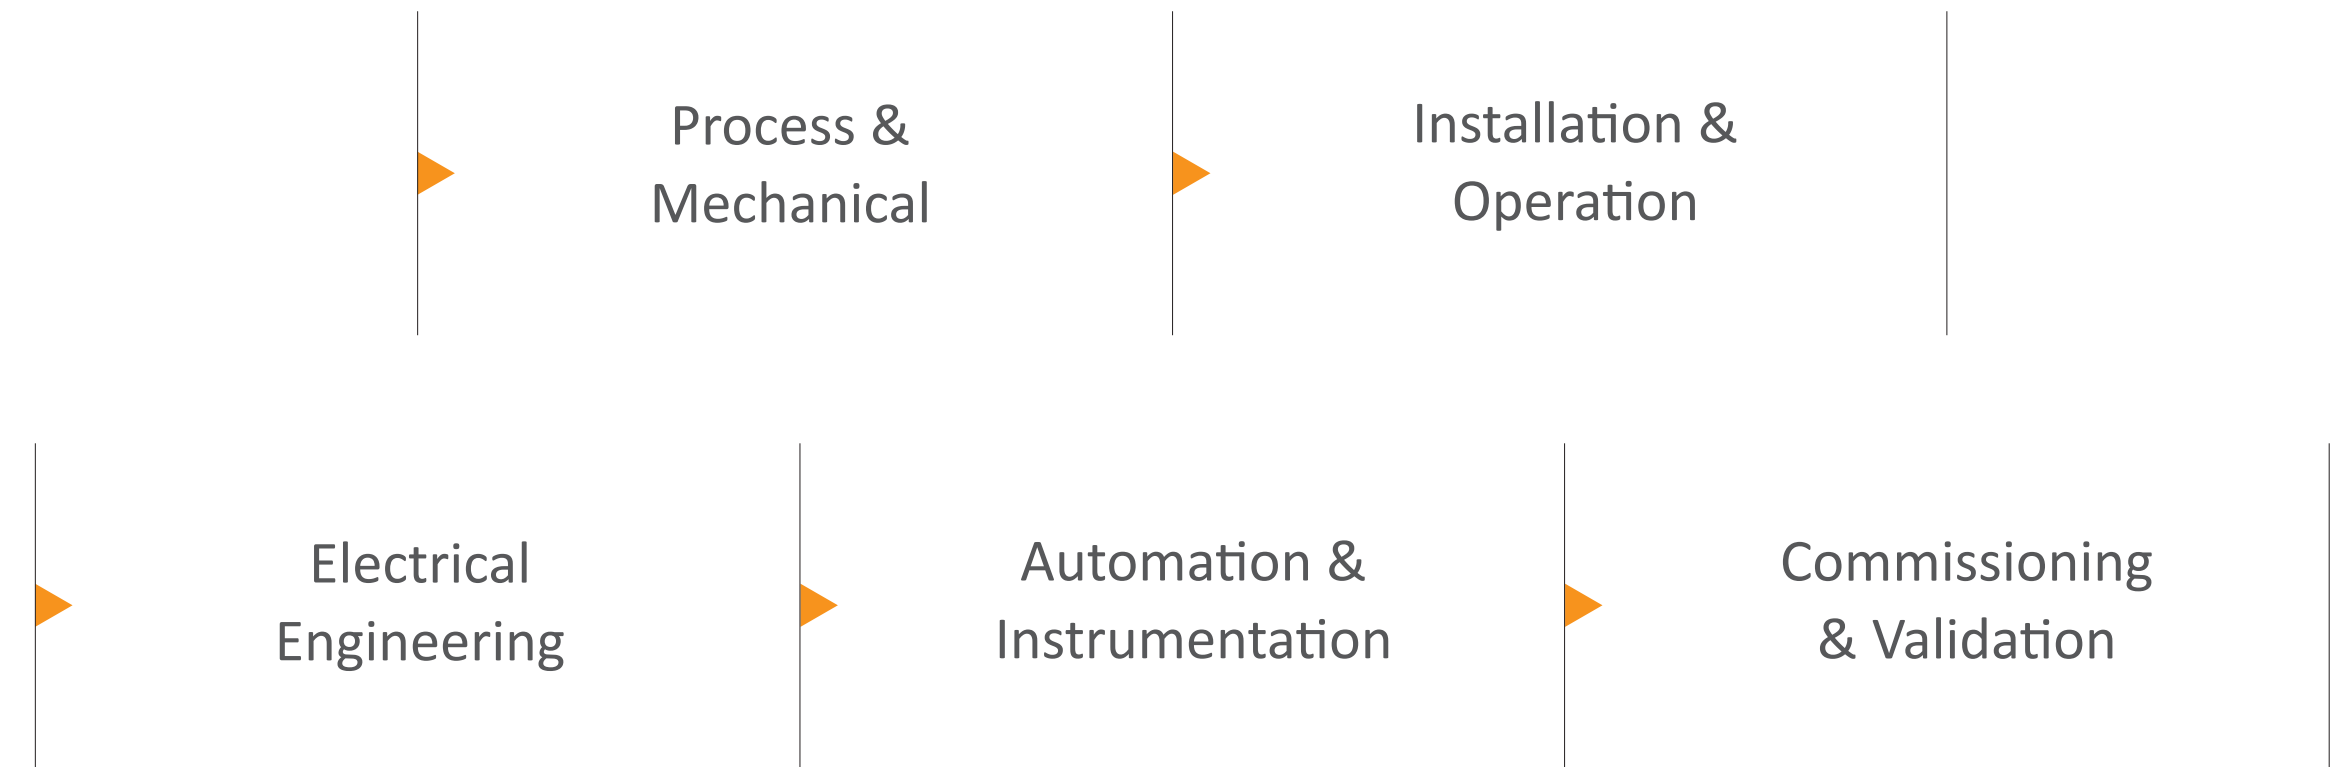 Process &
Mechanical
Installation &
Operation
Electrical
Engineering
Automation &
Instrumentation
Commissioning
& Validation